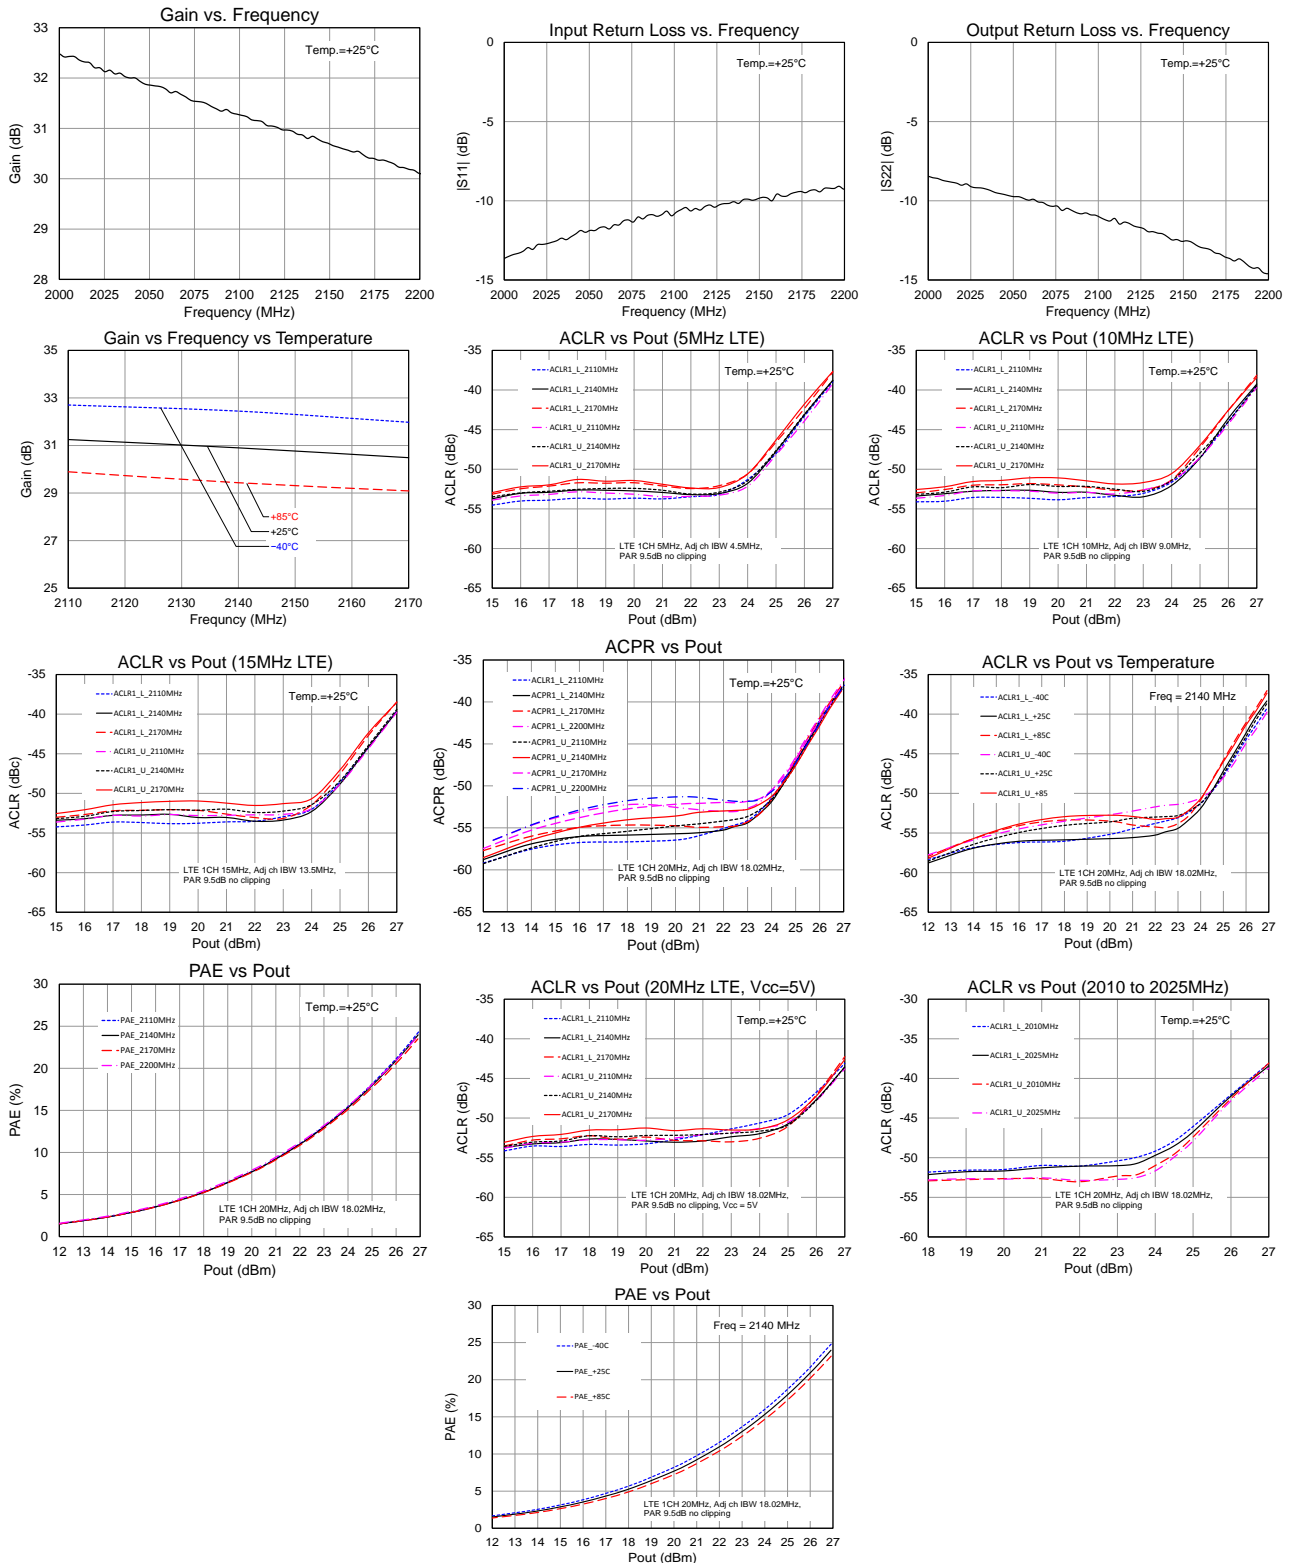 Gain vs. Frequency
33
32
31
30
29
28
Gain (dB)
Temp.=+25°C
2000 2025 2050 2075 2100 2125 2150 2175 2200
Frequency (MHz)
Input Return Loss vs. Frequency
0
-5
-10
-15
|S11| (dB)
Temp.=+25°C
2000 2025 2050 2075 2100 2125 2150 2175 2200
Frequency (MHz)
Output Return Loss vs. Frequency
0
-5
-10
-15
|S22| (dB)
Temp.=+25°C
2000 2025 2050 2075 2100 2125 2150 2175 2200
Frequency (MHz)
Gain vs Frequency vs Temperature
35
33
31
29
27
25
Gain (dB)
+85°C
+25°C
−40°C
2110 2120 2130 2140 2150 2160 2170
Frequncy (MHz)
ACLR vs Pout (5MHz LTE)
-35
-40
-45
-50
-55
-60
-65
ACLR (dBc)
ACLR1_L_2110MHz
ACLR1_L_2140MHz
ACLR1_L_2170MHz
ACLR1_U_2110MHz
ACLR1_U_2140MHz
ACLR1_U_2170MHz
Temp.=+25°C
LTE 1CH 5MHz, Adj ch IBW 4.5MHz,
PAR 9.5dB no clipping
15 16 17 18 19 20 21 22 23 24 25 26 27
Pout (dBm)
ACLR vs Pout (10MHz LTE)
-35
-40
-45
-50
-55
-60
-65
ACLR (dBc)
ACLR1_L_2110MHz
ACLR1_L_2140MHz
ACLR1_L_2170MHz
ACLR1_U_2110MHz
ACLR1_U_2140MHz
ACLR1_U_2170MHz
Temp.=+25°C
LTE 1CH 10MHz, Adj ch IBW 9.0MHz,
PAR 9.5dB no clipping
15 16 17 18 19 20 21 22 23 24 25 26 27
Pout (dBm)
ACLR vs Pout (15MHz LTE)
-35
-40
-45
-50
-55
-60
-65
ACLR (dBc)
ACLR1_L_2110MHz
ACLR1_L_2140MHz
ACLR1_L_2170MHz
ACLR1_U_2110MHz
ACLR1_U_2140MHz
ACLR1_U_2170MHz
Temp.=+25°C
LTE 1CH 15MHz, Adj ch IBW 13.5MHz,
PAR 9.5dB no clipping
15 16 17 18 19 20 21 22 23 24 25 26 27
Pout (dBm)
ACPR vs Pout
-35
-40
-45
-50
-55
-60
-65
ACPR (dBc)
ACLR1_L_2110MHz
ACPR1_L_2140MHz
ACPR1_L_2170MHz
ACPR1_L_2200MHz
ACPR1_U_2110MHz
ACPR1_U_2140MHz
ACPR1_U_2170MHz
ACPR1_U_2200MHz
Temp.=+25°C
LTE 1CH 20MHz, Adj ch IBW 18.02MHz,
PAR 9.5dB no clipping
12 13 14 15 16 17 18 19 20 21 22 23 24 25 26 27
Pout (dBm)
ACLR vs Pout vs Temperature
-35
-40
-45
-50
-55
-60
-65
ACLR (dBc)
ACLR1_L_-40C
ACLR1_L_+25C
ACLR1_L_+85C
ACLR1_U_-40C
ACLR1_U_+25C
ACLR1_U_+85
Freq = 2140 MHz
LTE 1CH 20MHz, Adj ch IBW 18.02MHz,
PAR 9.5dB no clipping
12 13 14 15 16 17 18 19 20 21 22 23 24 25 26 27
Pout (dBm)
PAE vs Pout
30
25
20
15
10
5
0
PAE (%)
PAE_2110MHz
PAE_2140MHz
PAE_2170MHz
PAE_2200MHz
Temp.=+25°C
LTE 1CH 20MHz, Adj ch IBW 18.02MHz,
PAR 9.5dB no clipping
12 13 14 15 16 17 18 19 20 21 22 23 24 25 26 27
Pout (dBm)
ACLR vs Pout (20MHz LTE, Vcc=5V)
-35
-40
-45
-50
-55
-60
-65
ACLR (dBc)
ACLR1_L_2110MHz
ACLR1_L_2140MHz
ACLR1_L_2170MHz
ACLR1_U_2110MHz
ACLR1_U_2140MHz
ACLR1_U_2170MHz
Temp.=+25°C
LTE 1CH 20MHz, Adj ch IBW 18.02MHz,
PAR 9.5dB no clipping, Vcc = 5V
15 16 17 18 19 20 21 22 23 24 25 26 27
Pout (dBm)
ACLR vs Pout (2010 to 2025MHz)
-30
-35
-40
-45
-50
-55
-60
ACLR (dBc)
ACLR1_L_2010MHz
ACLR1_L_2025MHz
ACLR1_U_2010MHz
ACLR1_U_2025MHz
Temp.=+25°C
LTE 1CH 20MHz, Adj ch IBW 18.02MHz,
PAR 9.5dB no clipping
18 19 20 21 22 23 24 25 26 27
Pout (dBm)
PAE vs Pout
30
25
20
15
10
5
0
PAE (%)
PAE_-40C
PAE_+25C
PAE_+85C
Freq = 2140 MHz
LTE 1CH 20MHz, Adj ch IBW 18.02MHz,
PAR 9.5dB no clipping
12 13 14 15 16 17 18 19 20 21 22 23 24 25 26 27
Pout (dBm)